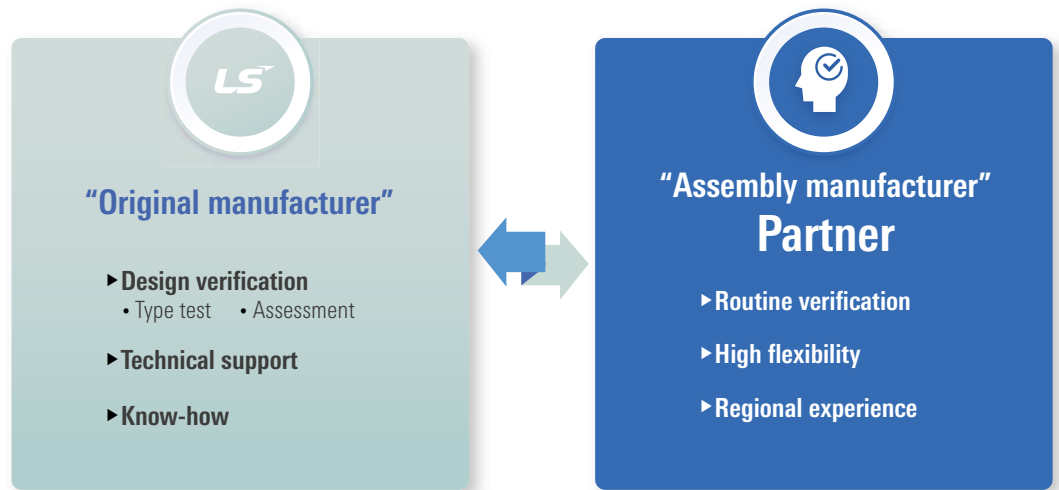 LS
“Original manufacturer”
▶Design verification
• Type test • Assessment
▶Technical support
▶Know-how
“Assembly manufacturer”
Partner
▶Routine verification
▶High flexibility
▶Regional experience